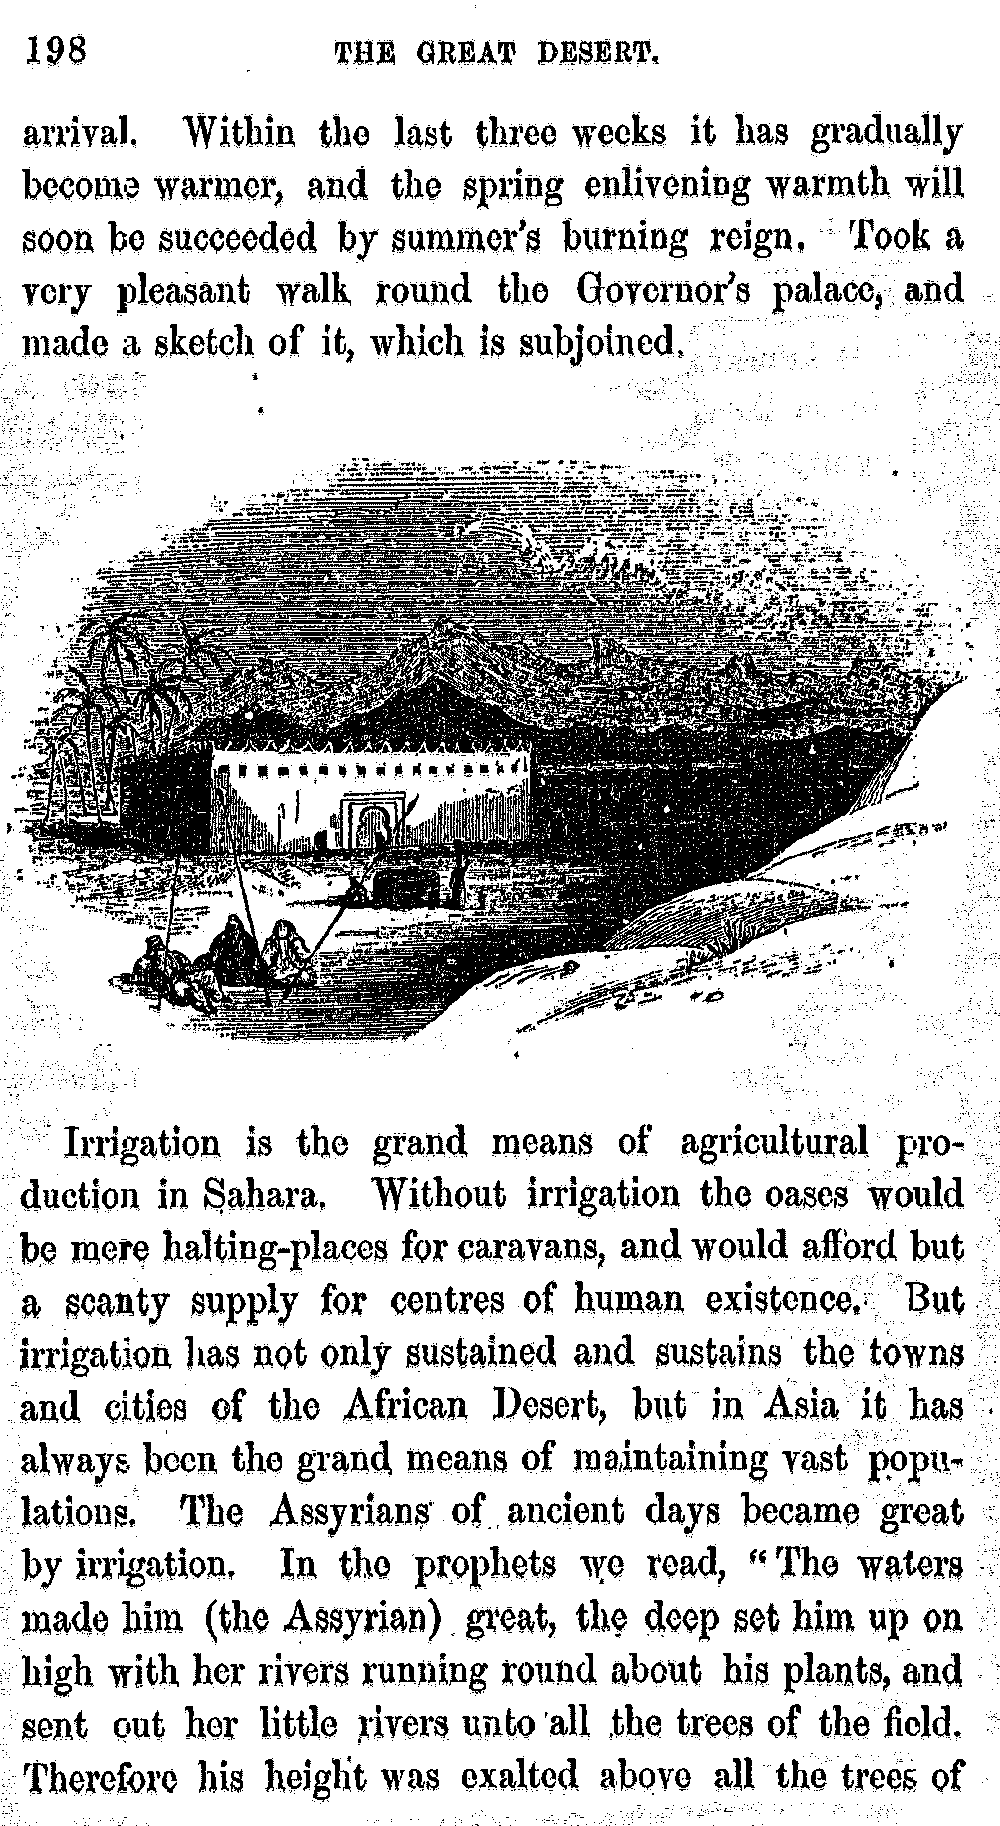 198 THE GREAT DESERT.
arrival. Within the last three weeks it has gradually
become warmer, and the spring enlivening warmth will
soon be succeeded by summer's burning reign. Took a
very pleasant walk round the Governor's palace, and
made a sketch of it, which is subjoined.
Irrigation is the grand means of agricultural pro-
duction in Sahara. Without irrigation the oases would
be mere halting-places for caravans, and would afford but
a scanty supply for centres of human existence. But
irrigation has not only sustained and sustains the towns
and cities of the African Desert, but in Asia it has
always been the grand means of maintaining vast popu-
lations. The Assyrians of ancient days became great
by irrigation. In the prophets we read, "The waters
made him (the Assyrian) great, the deep set him up on
high with her rivers running round about his plants, and
sent out her little rivers unto all the trees of the field.
Therefore his height was exalted above all the trees of